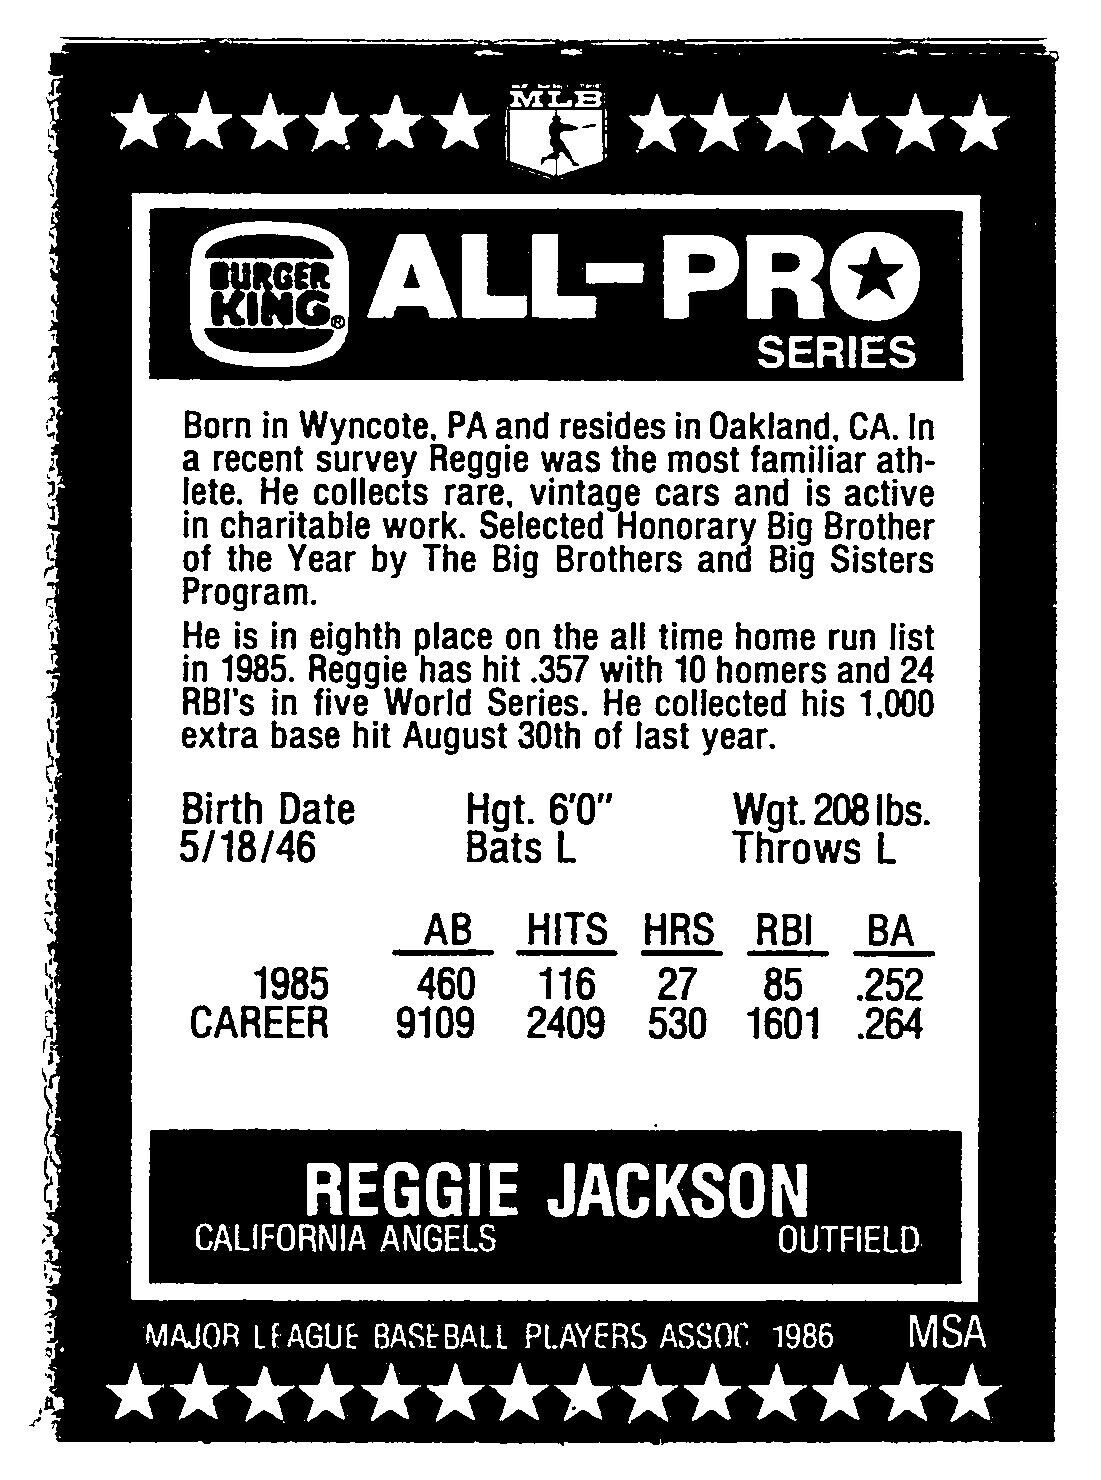 MLB
BURGER
KING®
ALL-PRO
SERIES
Born in Wyncote, PA and resides in Oakland, CA. In
a recent survey Reggie was the most familiar ath-
lete. He collects rare, vintage cars and is active
in charitable work. Selected Honorary Big Brother
of the Year by The Big Brothers and Big Sisters
Program.
He is in eighth place on the all time home run list
in 1985. Reggie has hit .357 with 10 homers and 24
RBI's in five World Series. He collected his 1,000
extra base hit August 30th of last year.
Birth Date Hgt. 6'0" Wgt. 208 lbs.
5/18/46 Bats L Throws L
AB HITS HRS RBI BA
1985 460 116 27 85 .252
CAREER 9109 2409 530 1601 .264
REGGIE JACKSON
CALIFORNIA ANGELS OUTFIELD
MAJOR LEAGUE BASEBALL PLAYERS ASSOC 1986 MSA